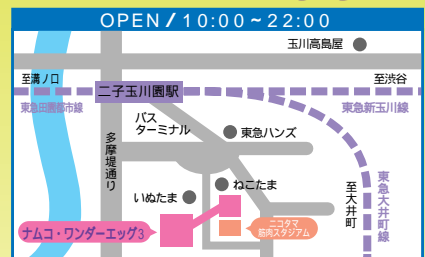 OPEN/10:00~22:00
玉川高島屋
至溝ノ口
至渋谷
二子玉川園駅
東急田園都市線
東急新玉川線
バス
ターミナル
東急ハンズ
多摩堤通り
ねこたま
いぬたま
至大井町
東急大井町線
ナムコ・ワンダーエッグ3
ニコタマ
筋肉スタジアム